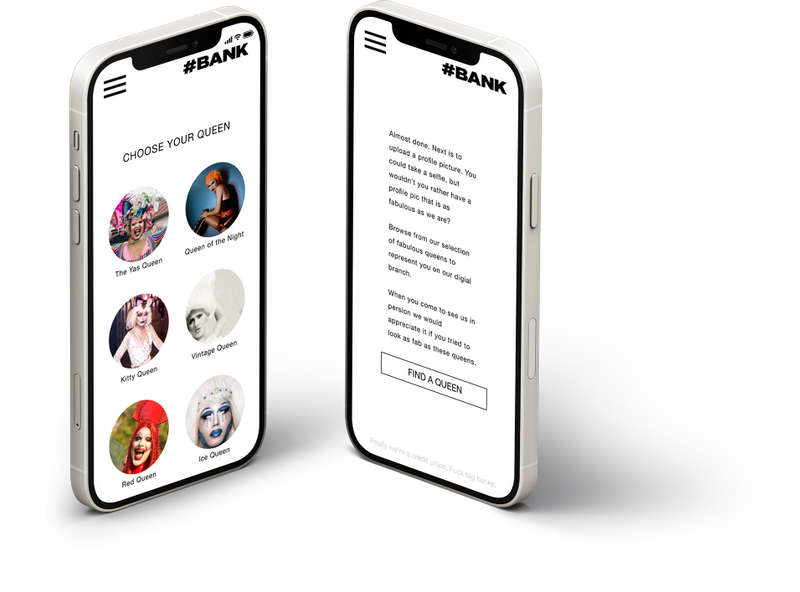 #BANK
CHOOSE YOUR QUEEN
The Yas Queen
Queen of the Night
Kitty Queen
Vintage Queen
Red Queen
Ice Queen
#BANK
Almost done. Next is to
upload a profile picture. You
could take a selfie, but
wouldn't you rather have a
profile pic that is as
fabulous as we are?
Browse from our selection
of fabulous queens to
represent you on our digial
branch.
When you come to see us in
persion we would
appreciate it if you tried to
look as fab as these queens.
FIND A QUEEN
Really we're a credit union. Fuck big banks.